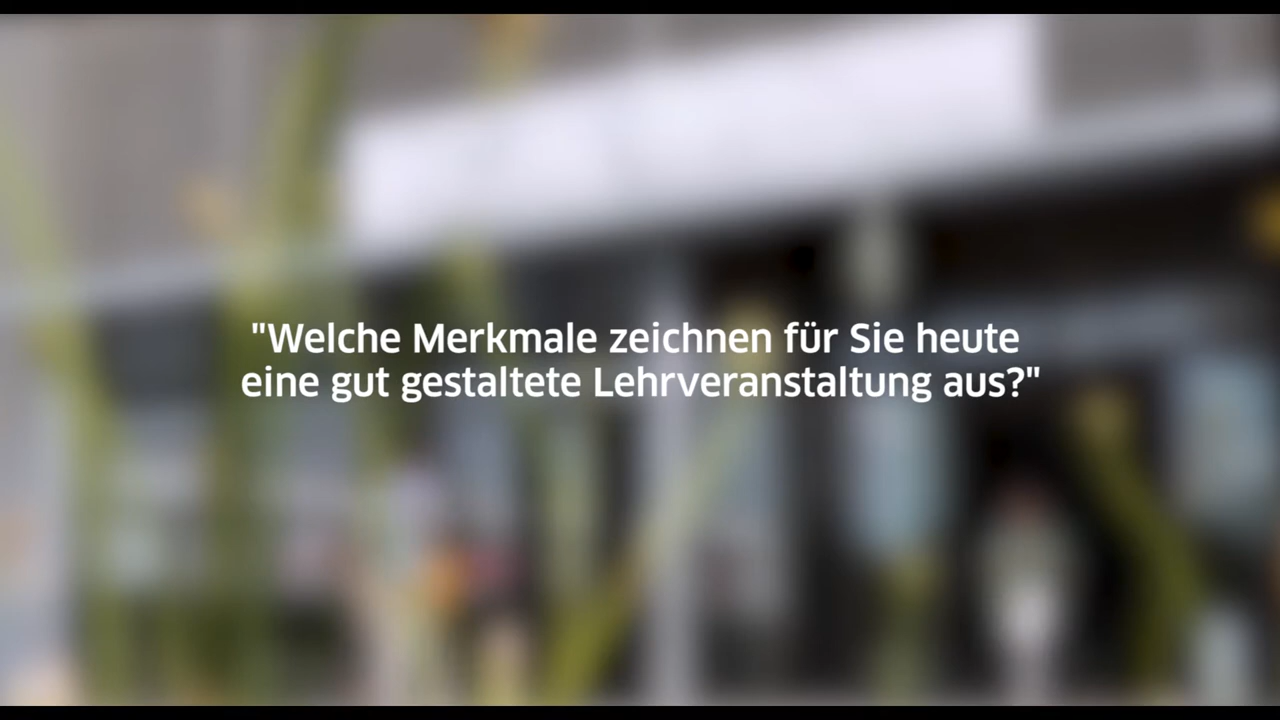 "Welche Merkmale zeichnen für Sie heute
eine gut gestaltete Lehrveranstaltung aus?"